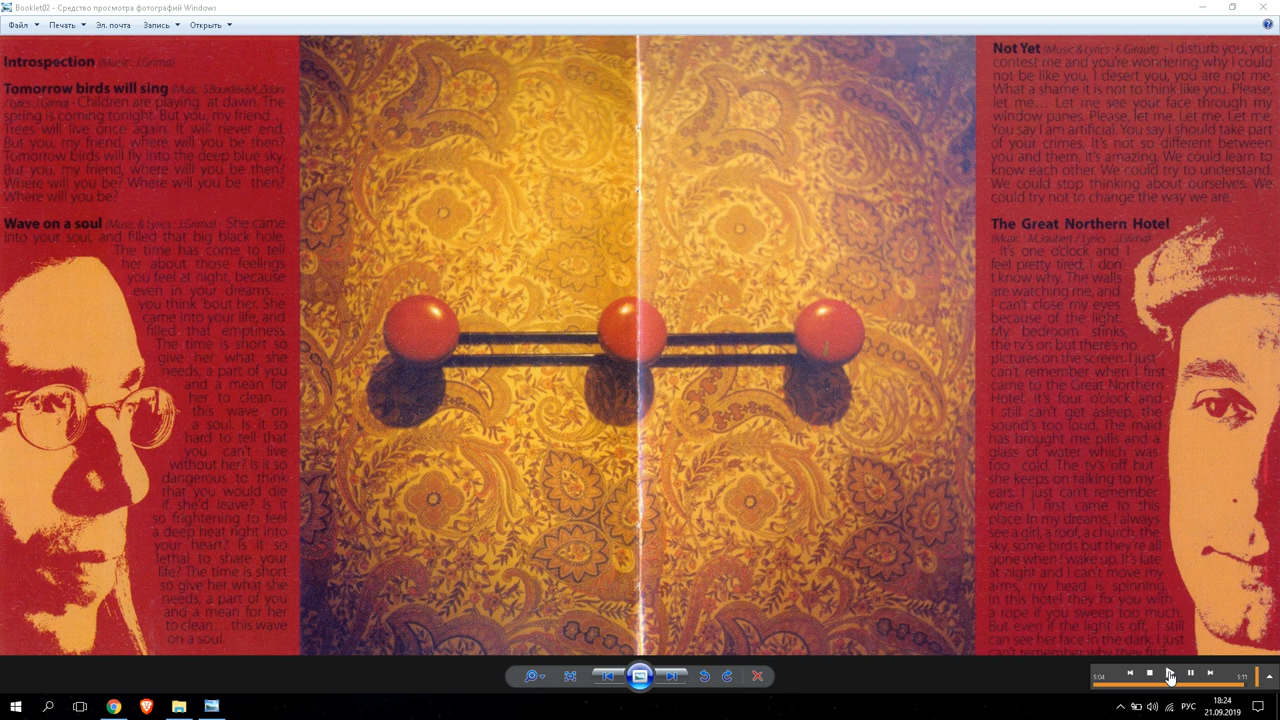 Booklet02 - Средство просмотра фотографий Windows
Файл Печать Эл. почта Запись Открыть
Introspection (Music : J.Grima)
Tomorrow birds will sing (Music :
/ Lyrics : J.Grima) - Children are playing at dawn. The
spring is coming tonight. But you, my friend...
Trees will live once again. It will never end.
But you, my friend, where will you be then?
Tomorrow birds will fly into the deep blue sky.
But you, my friend, where will you be then?
Where will you be? Where will you be then?
Where will you be?
Wave on a soul (Music & Lyrics : J.Grima) - She came
into your soul, and filled that big black hole.
The time has come to tell
her about those feelings
you feel at night, because
even in your dreams...
you think 'bout her. She
came into your life, and
filled that emptiness.
The time is short so
give her what she
needs, a part of you
and a mean for
her to clean...
this wave on
a soul. Is it so
hard to tell that
you can't live
without her? Is it so
dangerous to think
that you would die
if she'd leave? Is it
so frightening to feel
a deep heat right into
your heart? Is it so
lethal to share your
life? The time is short
so give her what she
needs, a part of you
and a mean for her
to clean... this wave
on a soul.
Not Yet (Music & Lyrics : F. Girault) - I disturb you, you
contest me and you're wondering why I could
not be like you. I desert you, you are not me.
What a shame it is not to think like you. Please,
let me... Let me see your face through my
window panes. Please, let me. Let me. Let me.
You say I am artificial. You say I should take part
of your crimes. It's not so different between
you and them, it's amazing. We could learn to
know each other. We could try to understand.
We could stop thinking about ourselves. We
could try not to change the way we are.
The Great Northern Hotel
(Music : M.Joubert / Lyrics : J.Grima)
- It's one o'clock and I
feel pretty tired, I don'
t know why. The walls
are watching me, and
I can't close my eyes
because of the light.
My bedroom stinks,
the tv's on but there's no
pictures on the screen. I just
can't remember when I first
came to the Great Northern
Hotel. It's four o'clock and
I still can't get asleep, the
sound's too loud. The maid
has brought me pills and a
glass of water which was
too cold. The tv's off but
she keeps on talking to my
ears. I just can't remember
when I first came to this
place. In my dreams, I always
see a girl, a roof, a church, the
sky, some birds but they're all
gone when I wake up. It's late
at night and I can't move my
arms, my head is spinning.
In this hotel they fix you with
a rope if you sweep too much.
But even if the light is off, I still
can see her face in the dark. I just
can't remember why they first
5:04 5:11
РУС 18:24
21.09.2019